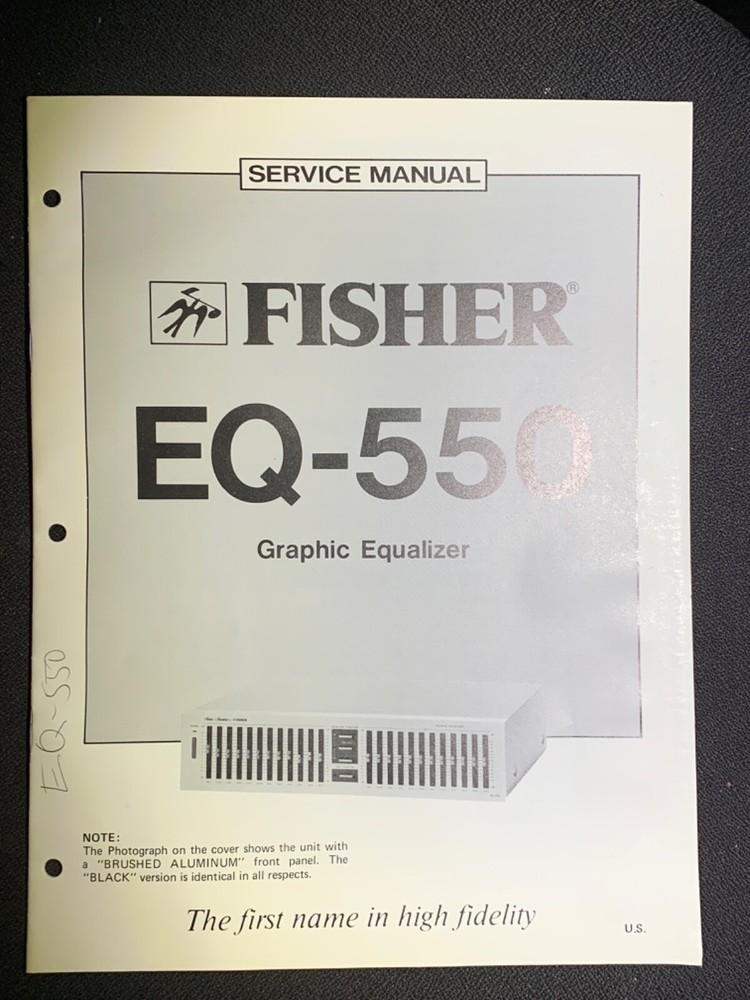 SERVICE MANUAL
FISHER®
EQ-550
Graphic Equalizer
EQ-550
NOTE:
The Photograph on the cover shows the unit with
a "BRUSHED ALUMINUM" front panel. The
"BLACK" version is identical in all respects.
The first name in high fidelity
U.S.